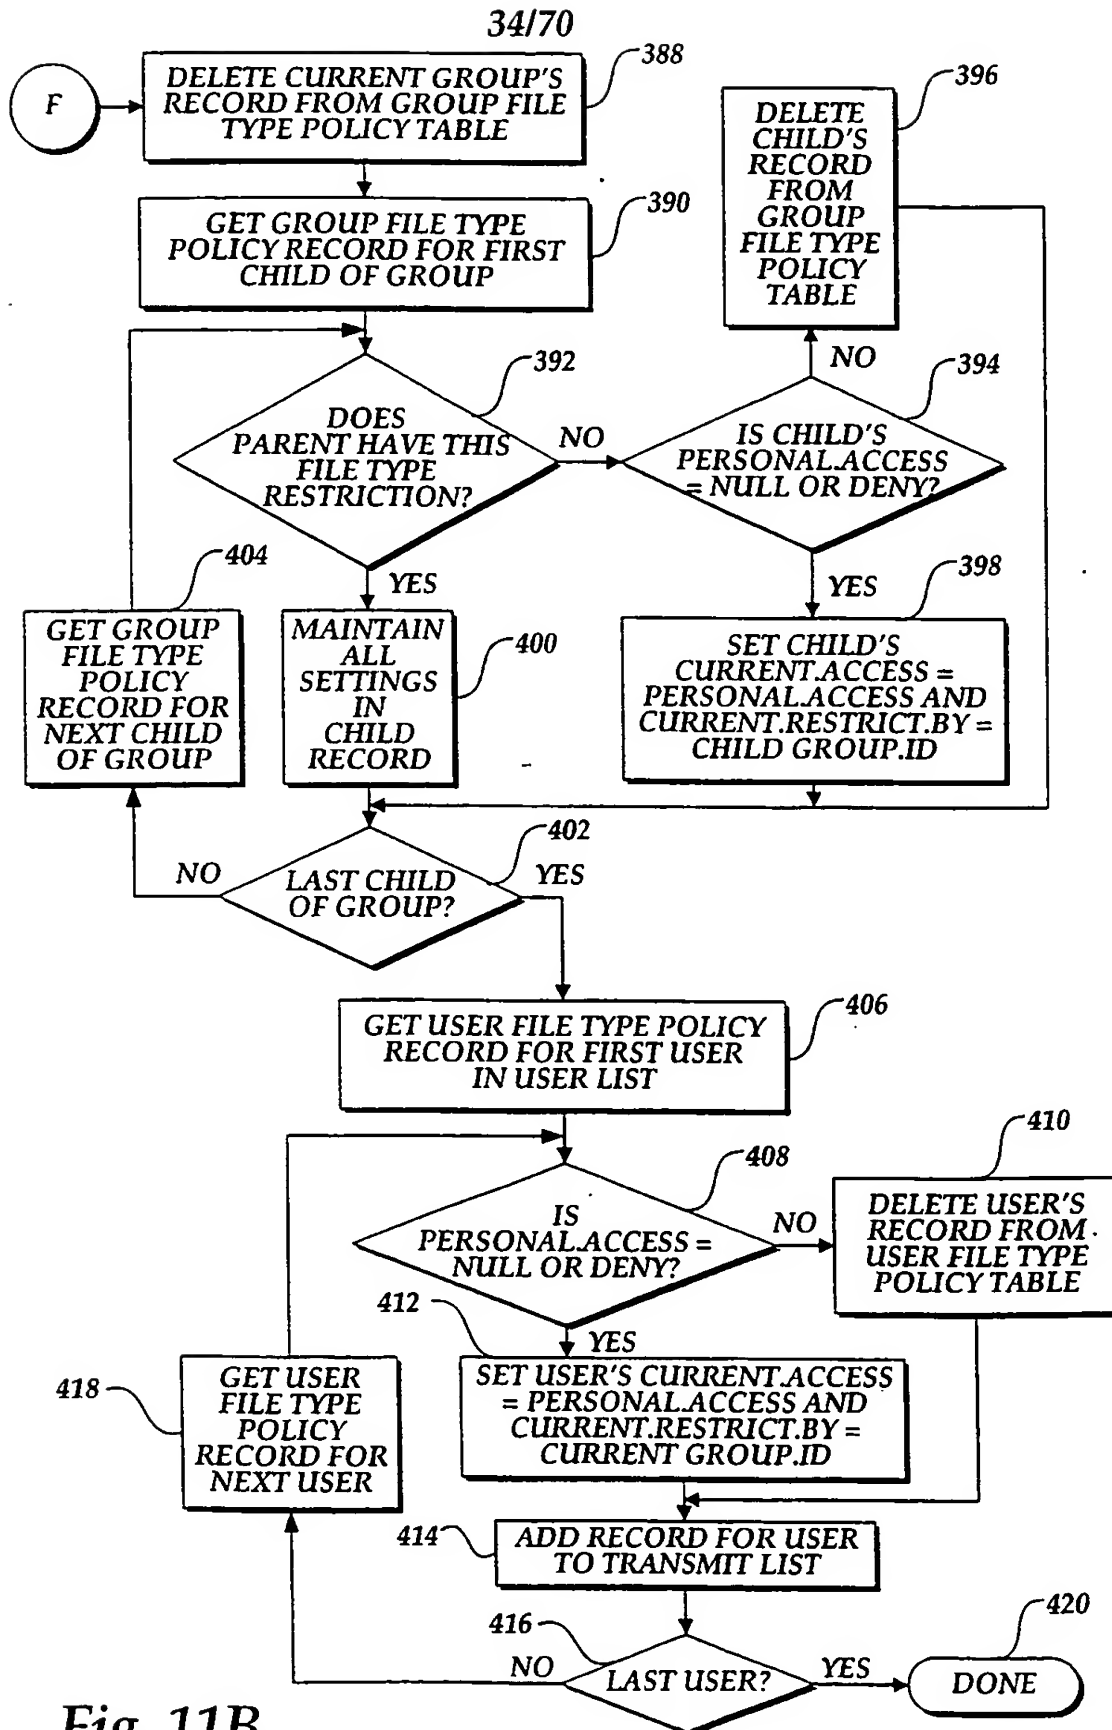 34/70
F
DELETE CURRENT GROUP'S
RECORD FROM GROUP FILE
TYPE POLICY TABLE
388
GET GROUP FILE TYPE
POLICY RECORD FOR FIRST
CHILD OF GROUP
390
DELETE
CHILD'S
RECORD
FROM
GROUP
FILE TYPE
POLICY
TABLE
396
NO
DOES
PARENT HAVE THIS
FILE TYPE
RESTRICTION?
392
NO
IS CHILD'S
PERSONAL.ACCESS
= NULL OR DENY?
394
YES
YES
GET GROUP
FILE TYPE
POLICY
RECORD FOR
NEXT CHILD
OF GROUP
404
MAINTAIN
ALL
SETTINGS
IN
CHILD
RECORD
400
SET CHILD'S
CURRENT.ACCESS =
PERSONAL.ACCESS AND
CURRENT.RESTRICT.BY =
CHILD GROUP.ID
398
NO
LAST CHILD
OF GROUP?
402
YES
GET USER FILE TYPE POLICY
RECORD FOR FIRST USER
IN USER LIST
406
IS
PERSONAL.ACCESS =
NULL OR DENY?
408
NO
DELETE USER'S
RECORD FROM
USER FILE TYPE
POLICY TABLE
410
YES
412
SET USER'S CURRENT.ACCESS
= PERSONAL.ACCESS AND
CURRENT.RESTRICT.BY =
CURRENT GROUP.ID
418
GET USER
FILE TYPE
POLICY
RECORD FOR
NEXT USER
414
ADD RECORD FOR USER
TO TRANSMIT LIST
416
NO
LAST USER?
YES
DONE
420
Fig. 11B